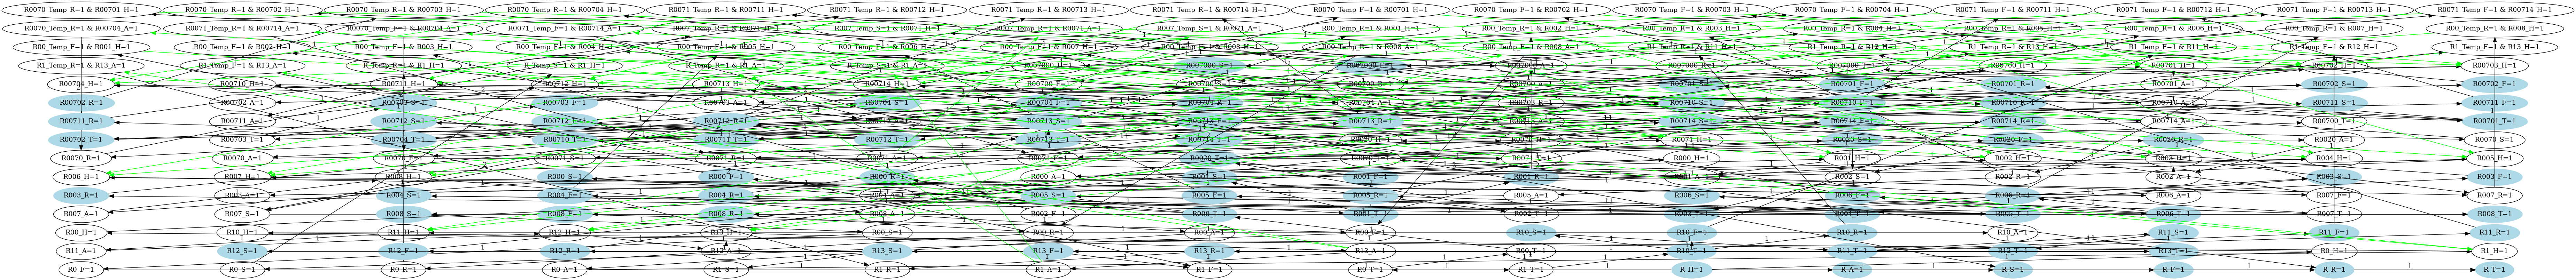 R0070_Temp_R=1 & R00701_H=1 R0070_Temp_R=1 & R00702_H=1 R0070_Temp_R=1 & R00703_H=1 R0070_Temp_R=1 & R00704_H=1 R0071_Temp_R=1 & R00711_H=1 R0071_Temp_R=1 & R00712_H=1 R0071_Temp_R=1 & R00713_H=1 R0071_Temp_R=1 & R00714_H=1 R0070_Temp_F=1 & R00701_H=1 R0070_Temp_F=1 & R00702_H=1 R0070_Temp_F=1 & R00703_H=1 R0070_Temp_F=1 & R00704_H=1 R0071_Temp_F=1 & R00711_H=1 R0071_Temp_F=1 & R00712_H=1 R0071_Temp_F=1 & R00713_H=1 R0071_Temp_F=1 & R00714_H=1
R0070_Temp_R=1 & R00704_A=1 R0071_Temp_R=1 & R00714_A=1 R0070_Temp_F=1 & R00704_A=1 R0071_Temp_F=1 & R00714_A=1 R007_Temp_R=1 & R0071_H=1 R007_Temp_S=1 & R0071_H=1 R007_Temp_R=1 & R0071_A=1 R007_Temp_S=1 & R0071_A=1 R00_Temp_R=1 & R001_H=1 R00_Temp_R=1 & R002_H=1 R00_Temp_R=1 & R003_H=1 R00_Temp_R=1 & R004_H=1 R00_Temp_R=1 & R005_H=1 R00_Temp_R=1 & R006_H=1 R00_Temp_R=1 & R007_H=1 R00_Temp_R=1 & R008_H=1
R00_Temp_F=1 & R001_H=1 R00_Temp_F=1 & R002_H=1 R00_Temp_F=1 & R003_H=1 R00_Temp_F=1 & R004_H=1 R00_Temp_F=1 & R005_H=1 R00_Temp_F=1 & R006_H=1 R00_Temp_F=1 & R007_H=1 R00_Temp_F=1 & R008_H=1 R00_Temp_R=1 & R008_A=1 R00_Temp_F=1 & R008_A=1 R1_Temp_R=1 & R11_H=1 R1_Temp_R=1 & R12_H=1 R1_Temp_R=1 & R13_H=1 R1_Temp_F=1 & R11_H=1 R1_Temp_F=1 & R12_H=1 R1_Temp_F=1 & R13_H=1
R1_Temp_R=1 & R13_A=1 R1_Temp_F=1 & R13_A=1 R_Temp_R=1 & R1_H=1 R_Temp_S=1 & R1_H=1 R_Temp_R=1 & R1_A=1 R_Temp_S=1 & R1_A=1 R007000_H=1 R007000_S=1 R007000_F=1 R007000_A=1 R007000_R=1 R007000_T=1 R00700_H=1 R00701_H=1 R00702_H=1 R00703_H=1
R00704_H=1 R00710_H=1 R00711_H=1 R00712_H=1 R00713_H=1 R00714_H=1 R00700_F=1 R00700_S=1 R00700_R=1 R00700_A=1 R00701_S=1 R00701_F=1 R00701_R=1 R00701_A=1 R00702_S=1 R00702_F=1
R00702_R=1 R00702_A=1 R00703_S=1 R00703_F=1 R00703_A=1 R00704_S=1 R00704_F=1 R00704_R=1 R00704_A=1 R00703_R=1 R00710_S=1 R00710_F=1 R00710_R=1 R00710_A=1 R00711_S=1 R00711_F=1
R00711_R=1 R00711_A=1 R00712_S=1 R00712_F=1 R00712_R=1 R00712_A=1 R00713_S=1 R00713_F=1 R00713_R=1 R00713_A=1 R00714_S=1 R00714_F=1 R00714_R=1 R00714_A=1 R00700_T=1 R00701_T=1
R00702_T=1 R00703_T=1 R00704_T=1 R00710_T=1 R00711_T=1 R00712_T=1 R00713_T=1 R00714_T=1 R0020_H=1 R0071_H=1 R0020_S=1 R0020_F=1 R0020_R=1 R0020_A=1 R0070_S=1
R0070_R=1 R0070_A=1 R0070_F=1 R0071_S=1 R0071_R=1 R0071_A=1 R0071_F=1 R0020_T=1 R0070_T=1 R0071_T=1 R000_H=1 R001_H=1 R002_H=1 R003_H=1 R004_H=1 R005_H=1
R006_H=1 R007_H=1 R008_H=1 R000_S=1 R000_F=1 R000_R=1 R000_A=1 R001_S=1 R001_F=1 R001_R=1 R001_A=1 R002_S=1 R002_R=1 R002_A=1 R003_S=1 R003_F=1
R003_R=1 R003_A=1 R004_S=1 R004_F=1 R004_R=1 R005_S=1 R005_F=1 R005_R=1 R005_A=1 R006_S=1 R006_F=1 R006_R=1 R006_A=1 R007_F=1 R007_R=1
R007_A=1 R007_S=1 R008_S=1 R008_F=1 R008_R=1 R008_A=1 R002_F=1 R000_T=1 R001_T=1 R002_T=1 R003_T=1 R005_T=1 R006_T=1 R007_T=1 R008_T=1
R00_H=1 R10_H=1 R11_H=1 R12_H=1 R13_H=1 R00_S=1 R00_R=1 R00_A=1 R00_F=1 R10_S=1 R10_F=1 R10_R=1 R10_A=1 R11_S=1 R11_F=1 R11_R=1
R11_A=1 R12_S=1 R12_F=1 R12_R=1 R12_A=1 R13_S=1 R13_F=1 R13_R=1 R13_A=1 R00_T=1 R10_T=1 R11_T=1 R12_T=1 R13_T=1 R0_H=1 R1_H=1
R0_F=1 R0_S=1 R0_R=1 R0_A=1 R1_S=1 R1_R=1 R1_A=1 R1_F=1 R0_T=1 R1_T=1 R_H=1 R_A=1 R_S=1 R_F=1 R_R=1 R_T=1